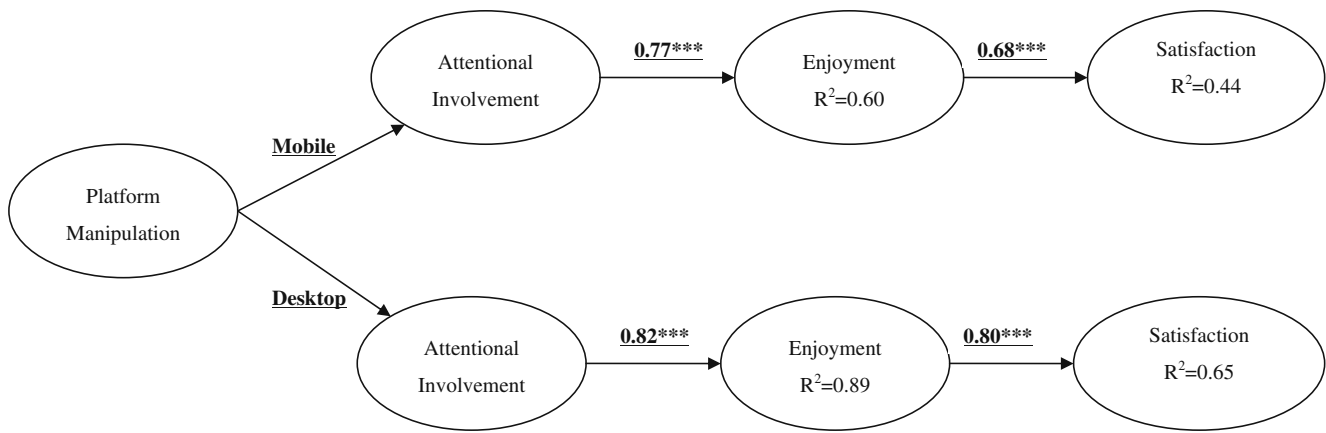 Attentional
Involvement
0.77***
Enjoyment
R²=0.60
0.68***
Satisfaction
R²=0.44
Mobile
Platform
Manipulation
Desktop
Attentional
Involvement
0.82***
Enjoyment
R²=0.89
0.80***
Satisfaction
R²=0.65